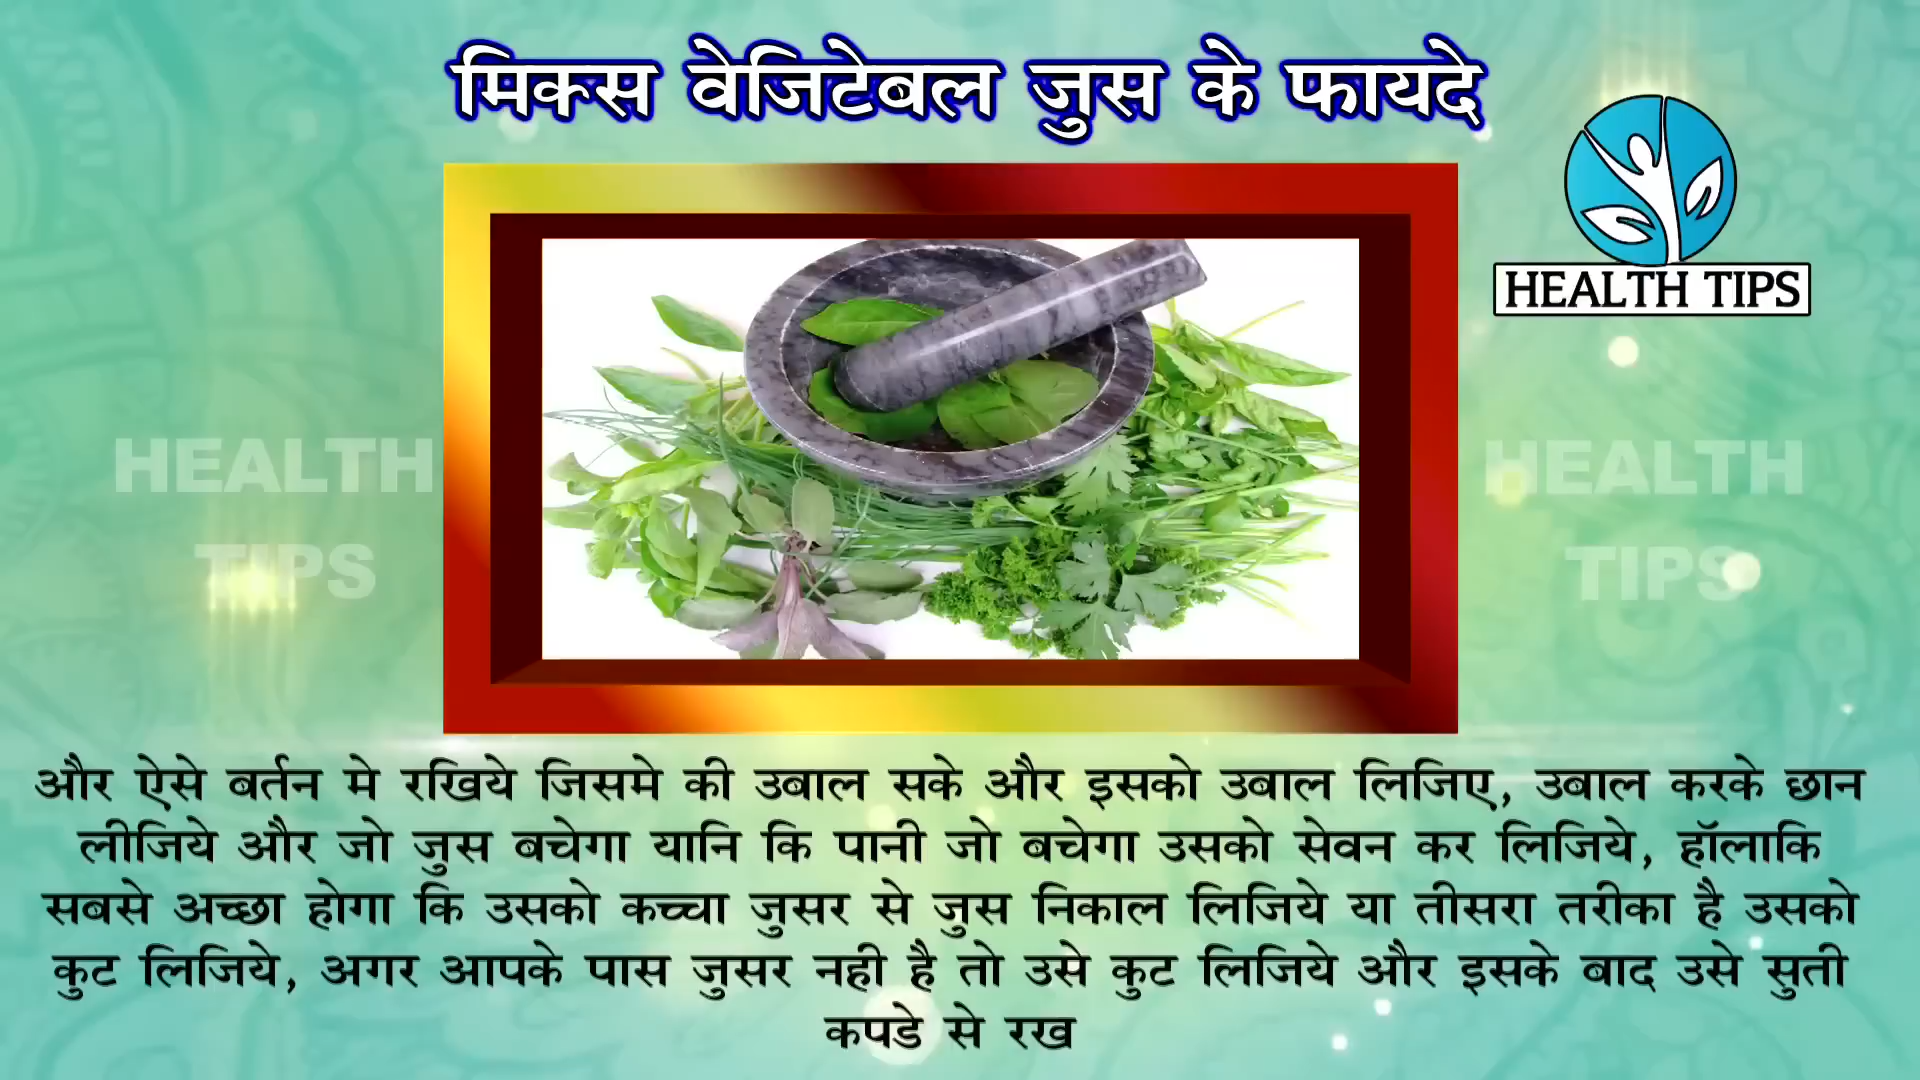 मिक्स वेजिटेबल जुस के फायदे
HEALTH TIPS
HEALTH
TIPS
HEALTH
TIPS
और ऐसे बर्तन मे रखिये जिसमे की उबाल सके और इसको उबाल लिजिए, उबाल करके छान
लीजिये और जो जुस बचेगा यानि कि पानी जो बचेगा उसको सेवन कर लिजिये, हॉलाकि
सबसे अच्छा होगा कि उसको कच्चा जुसर से जुस निकाल लिजिये या तीसरा तरीका है उसको
कुट लिजिये, अगर आपके पास जुसर नही है तो उसे कुट लिजिये और इसके बाद उसे सुती
कपडे से रख